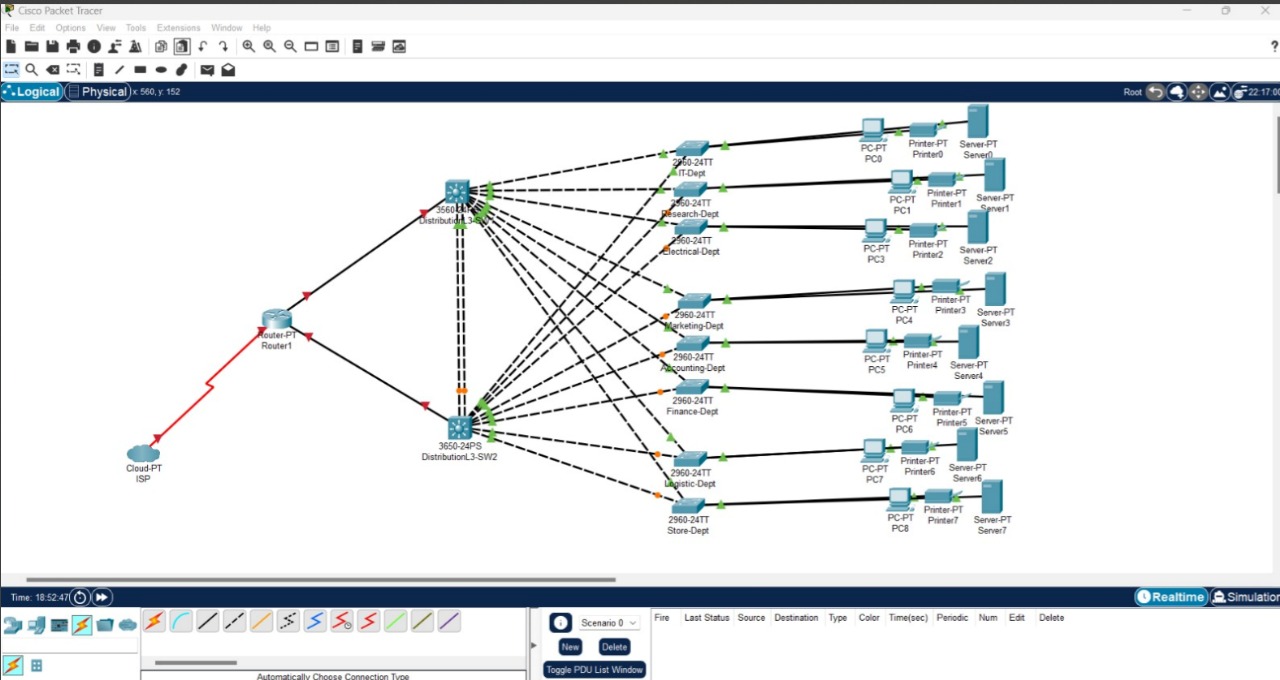 Cisco Packet Tracer
File Edit Options View Tools Extensions Window Help
?
Logical Physical x: 560, y: 152
Root 22:17:00
PC-PT
PC0
Printer-PT
Printer0
Server-PT
Server0
2960-24TT
IT-Dept
PC-PT
PC1
Printer-PT
Printer1
Server-PT
Server1
2960-24TT
Research-Dept
PC-PT
PC3
Printer-PT
Printer2
Server-PT
Server2
2960-24TT
Electrical-Dept
PC-PT
PC4
Printer-PT
Printer3
Server-PT
Server3
2960-24TT
Marketing-Dept
Router-PT
Router1
PC-PT
PC5
Printer-PT
Printer4
Server-PT
Server4
2960-24TT
Accounting-Dept
PC-PT
PC6
Printer-PT
Printer5
Server-PT
Server5
2960-24TT
Finance-Dept
3650-24PS
DistributionL3-SW2
Cloud-PT
ISP
PC-PT
PC7
Printer-PT
Printer6
Server-PT
Server6
2960-24TT
Logistic-Dept
PC-PT
PC8
Printer-PT
Printer7
Server-PT
Server7
2960-24TT
Store-Dept
Time: 18:52:47
Realtime Simulation
Scenario 0
New Delete
Toggle PDU List Window
Fire Last Status Source Destination Type Color Time(sec) Periodic Num Edit Delete
Automatically Choose Connection Type